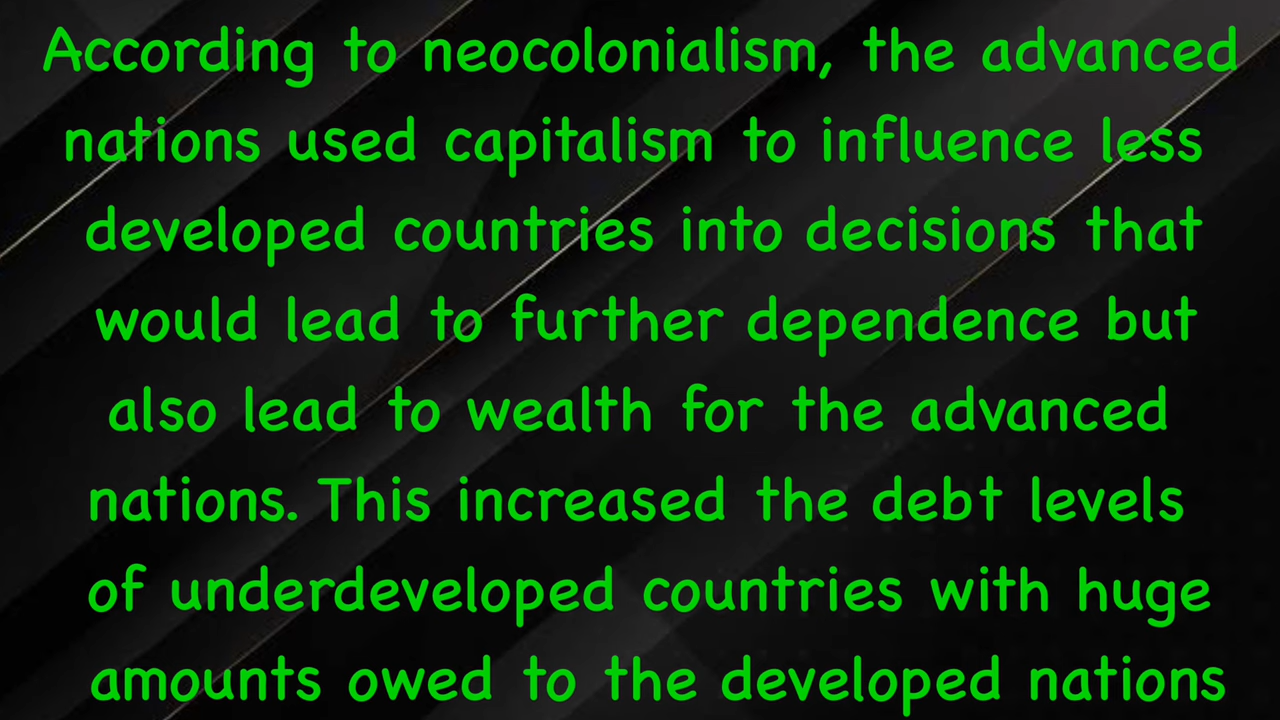 According to neocolonialism, the advanced
nations used capitalism to influence less
developed countries into decisions that
would lead to further dependence but
also lead to wealth for the advanced
nations. This increased the debt levels
of underdeveloped countries with huge
amounts owed to the developed nations